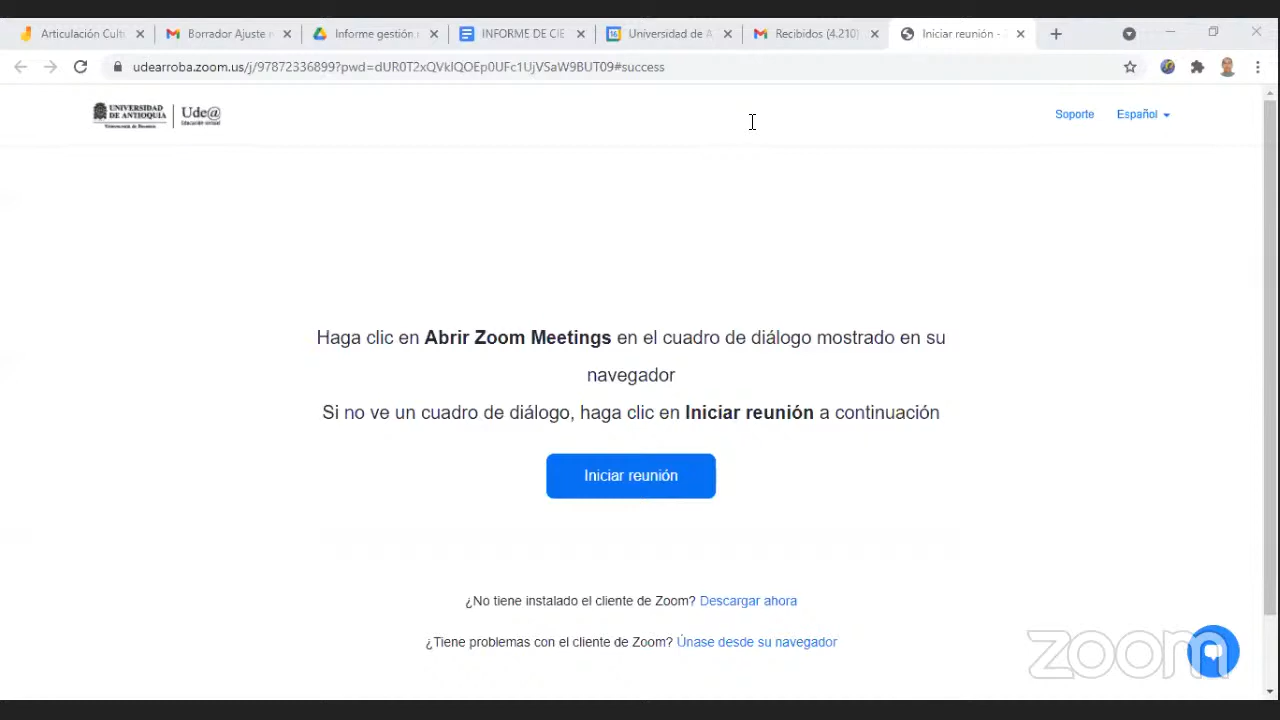 Articulación Cult
Borrador Ajuste
Informe gestión
INFORME DE CIE
Universidad de A
Recibidos (4.210)
Iniciar reunión -
udearroba.zoom.us/j/97872336899?pwd=dUR0T2xQVklQOEp0UFc1UjVSaW9BUT09#success
UNIVERSIDAD
DE ANTIOQUIA
Ude@
Educación virtual
Soporte
Español
Haga clic en Abrir Zoom Meetings en el cuadro de diálogo mostrado en su
navegador
Si no ve un cuadro de diálogo, haga clic en Iniciar reunión a continuación
Iniciar reunión
¿No tiene instalado el cliente de Zoom? Descargar ahora
¿Tiene problemas con el cliente de Zoom? Únase desde su navegador
zoom